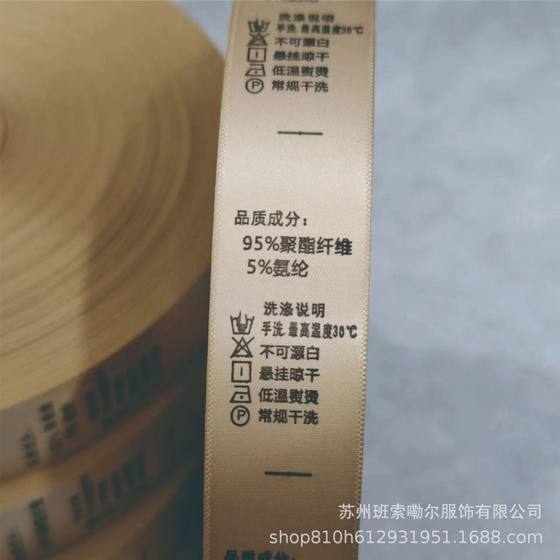 洗涤说明
手洗,最高温度30℃
不可漂白
悬挂晾干
低温熨烫
P 常规干洗
品质成分:
95%聚酯纤维
5%氨纶
洗涤说明
手洗,最高温度30℃
不可漂白
悬挂晾干
低温熨烫
P 常规干洗
苏州班索嘞尔服饰有限公司
shop810h612931951.1688.com